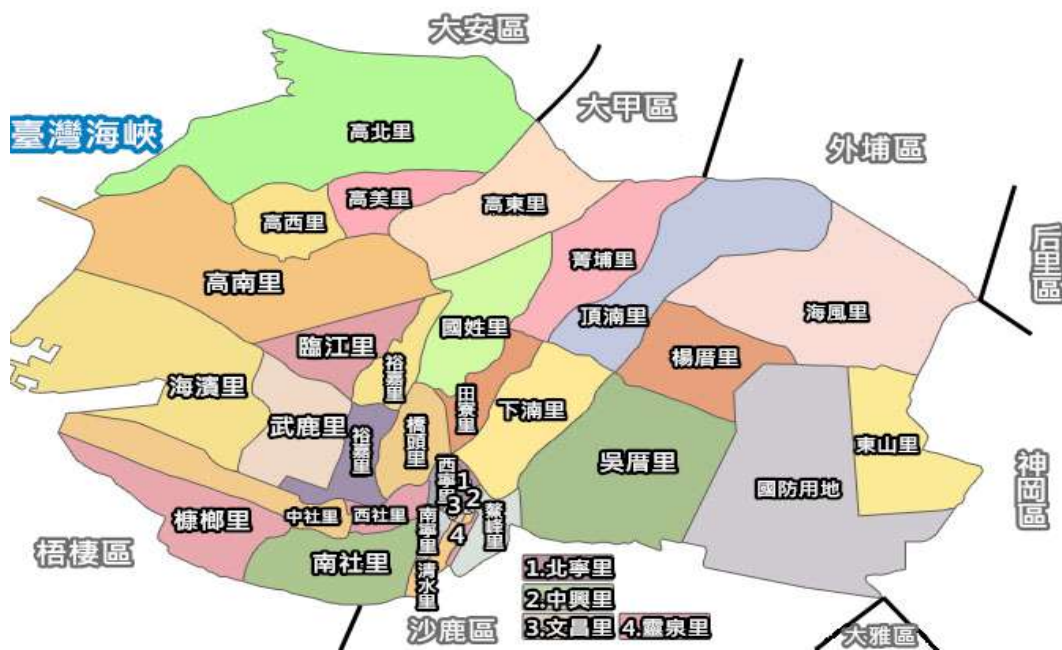 大安區
大甲區
臺灣海峽
高北里
外埔區
高美里
高西里
高東里
后里區
菁埔里
高南里
頂湳里
海風里
國姓里
臨江里
楊厝里
裕嘉里
海濱里
田寮里
下湳里
武鹿里
裕嘉里
橋頭里
東山里
吳厝里
西寧里
1
2
3
4
國防用地
神岡區
鰲峰里
槺榔里
中社里
西社里
南寧里
梧棲區
南社里
清水里
1.北寧里
2.中興里
3.文昌里
4.靈泉里
沙鹿區
大雅區